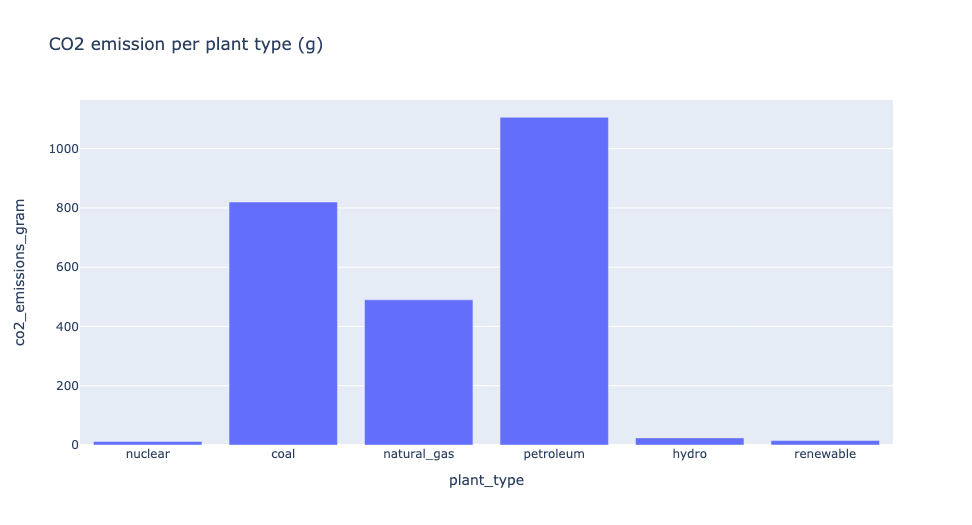 CO2 emission per plant type (g)
co2_emissions_gram
1000
800
600
400
200
0
nuclear coal natural_gas petroleum hydro renewable
plant_type